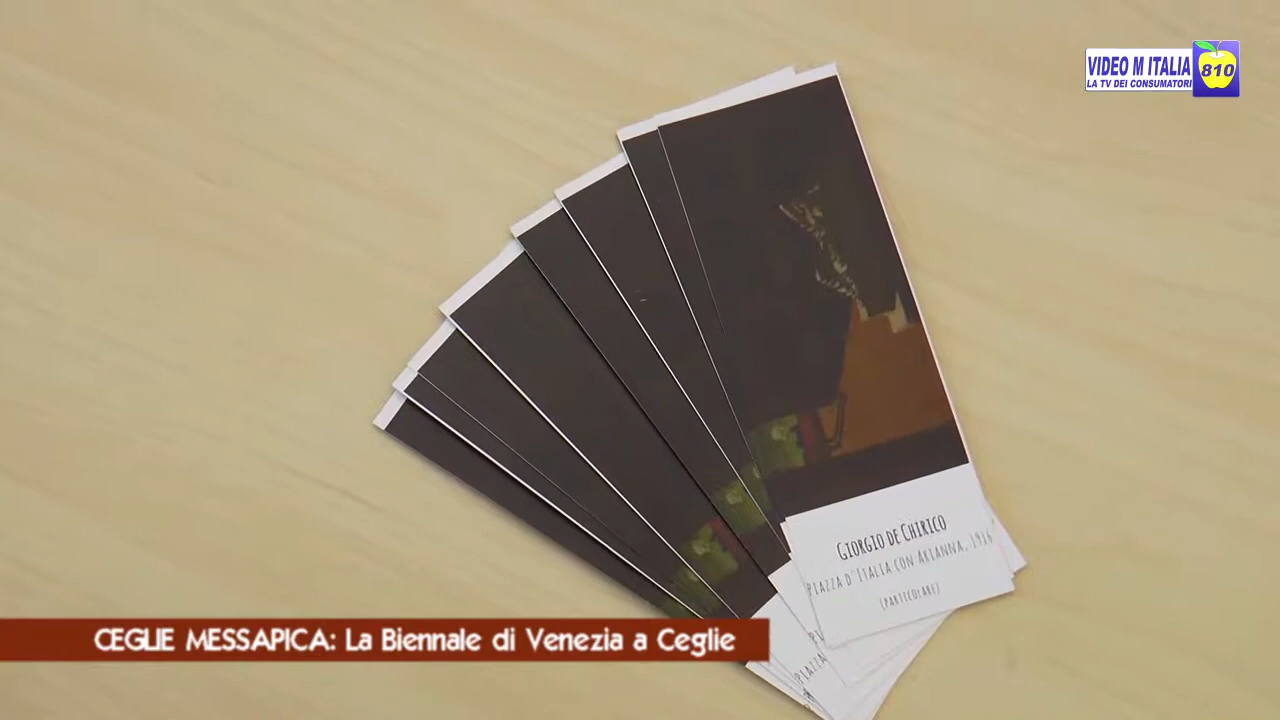 VIDEO M ITALIA
LA TV DEI CONSUMATORI
810
GIORGIO DE CHIRICO
PIAZZA D'ITALIA CON ARIANNA, 1916
(PARTICOLARE)
PIAZZA
CEGLIE MESSAPICA: La Biennale di Venezia a Ceglie